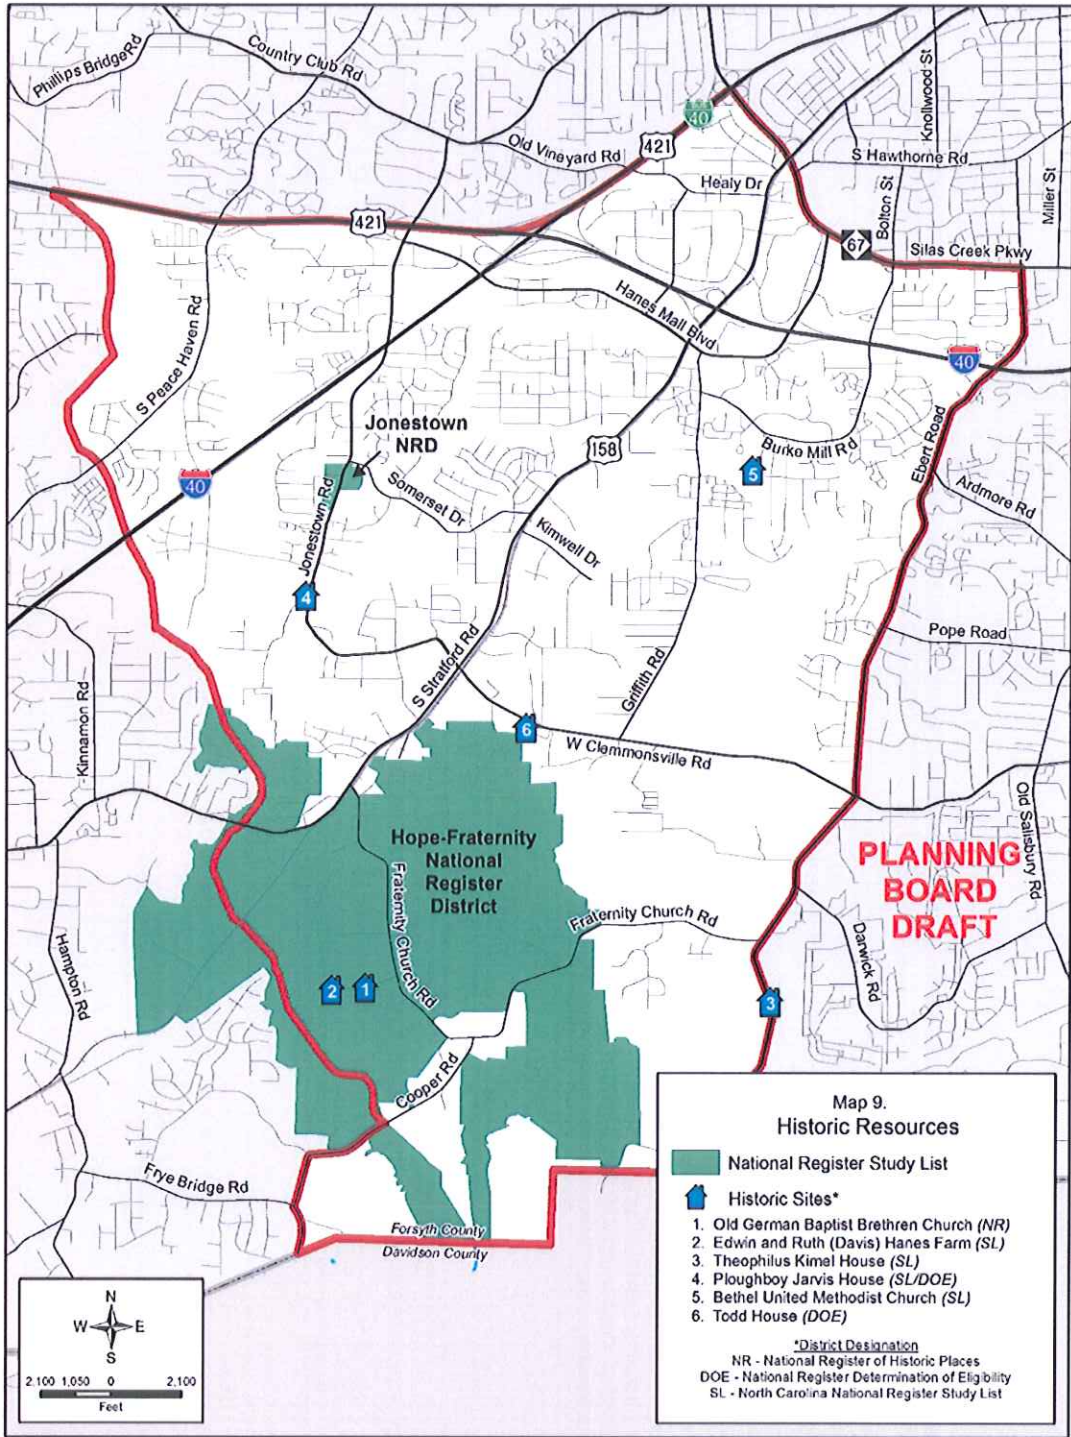 Phillips Bridge Rd
Country Club Rd
Knollwood St
40
421
Old Vineyard Rd
S Hawthorne Rd
Healy Dr
Bolton St
Miller St
421
67
Silas Creek Pkwy
Hanes Mall Blvd
S Peace Haven Rd
40
Jonestown
NRD
158
Burke Mill Rd
Ebert Road
40
5
Somerset Dr
Ardmore Rd
Jonestown Rd
Kimwell Dr
4
Pope Road
S Stratford Rd
Griffith Rd
Kinnamon Rd
6
W Clemmonsville Rd
Old Salisbury Rd
Hope-Fraternity
National
Register
District
PLANNING
BOARD
DRAFT
Fraternity Church Rd
Fraternity Church Rd
Hampton Rd
Darwick Rd
2
1
3
Cooper Rd
Frye Bridge Rd
Forsyth County
Davidson County
Map 9.
Historic Resources
National Register Study List
Historic Sites*
1. Old German Baptist Brethren Church (NR)
2. Edwin and Ruth (Davis) Hanes Farm (SL)
3. Theophilus Kimel House (SL)
4. Ploughboy Jarvis House (SL/DOE)
5. Bethel United Methodist Church (SL)
6. Todd House (DOE)
*District Designation
NR - National Register of Historic Places
DOE - National Register Determination of Eligibility
SL - North Carolina National Register Study List
N
W E
S
2,100 1,050 0 2,100
Feet